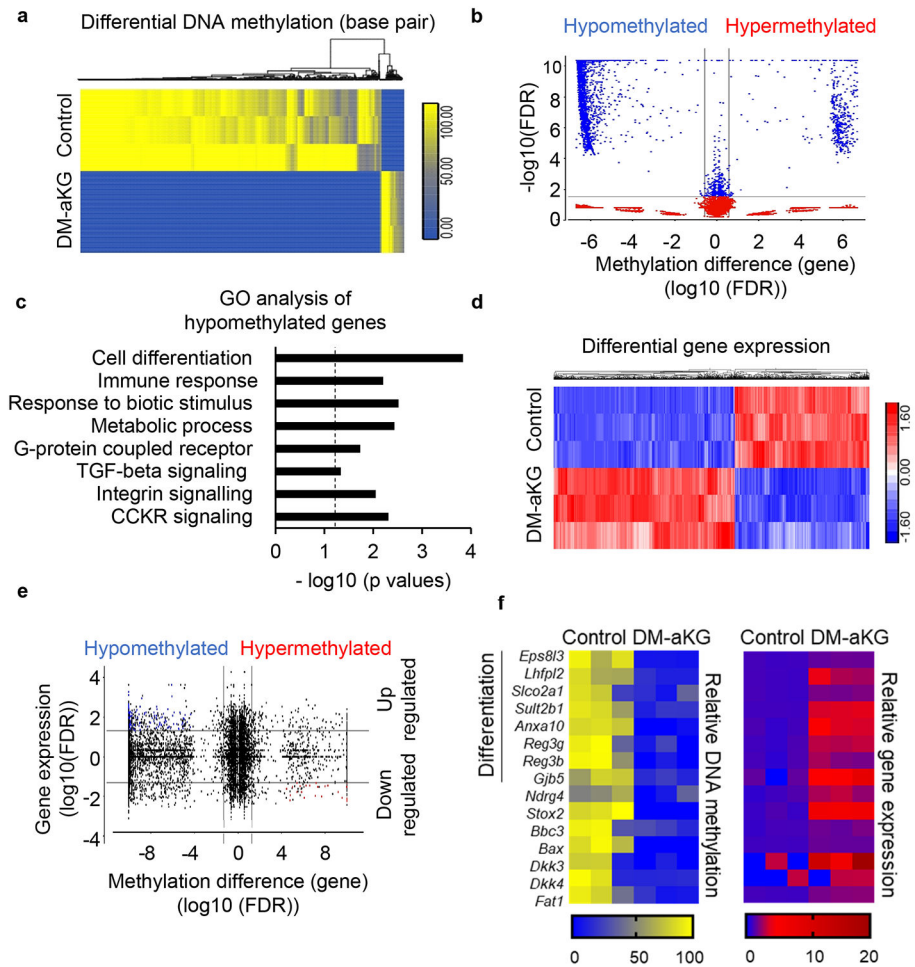 a
Differential DNA methylation (base pair)
Control
DM-aKG
100.00
50.00
0.00
b
Hypomethylated Hypermethylated
-log10(FDR)
10
8
6
4
2
0
-6 -4 -2 0 2 4 6
Methylation difference (gene)
(log10 (FDR))
c
GO analysis of
hypomethylated genes
Cell differentiation
Immune response
Response to biotic stimulus
Metabolic process
G-protein coupled receptor
TGF-beta signaling
Integrin signalling
CCKR signaling
0 1 2 3 4
- log10 (p values)
d
Differential gene expression
Control
DM-aKG
1.60
0.00
-1.60
e
Hypomethylated Hypermethylated
Gene expression
(log10(FDR))
4
2
0
-2
-4
Up
regulated
Down
regulated
-8 -4 0 4 8
Methylation difference (gene)
(log10 (FDR))
f
Control DM-aKG Control DM-aKG
Differentiation
Eps8l3
Lhfpl2
Slco2a1
Sult2b1
Anxa10
Reg3g
Reg3b
Gjb5
Ndrg4
Stox2
Bbc3
Bax
Dkk3
Dkk4
Fat1
Relative DNA methylation
Relative gene expression
0 50 100
0 10 20